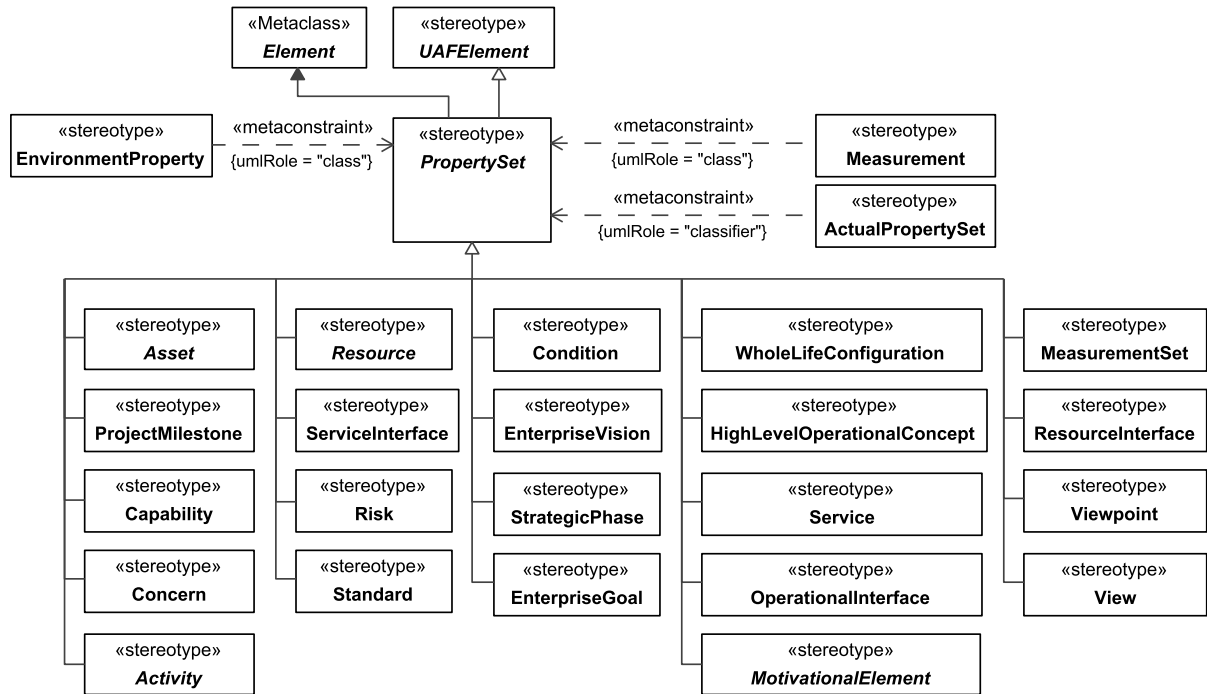 «Metaclass»
Element
«stereotype»
UAFElement
«stereotype»
EnvironmentProperty
«metaconstraint»
{umlRole = "class"}
«stereotype»
PropertySet
«metaconstraint»
{umlRole = "class"}
«stereotype»
Measurement
«metaconstraint»
{umlRole = "classifier"}
«stereotype»
ActualPropertySet
«stereotype»
Asset
«stereotype»
Resource
«stereotype»
Condition
«stereotype»
WholeLifeConfiguration
«stereotype»
MeasurementSet
«stereotype»
ProjectMilestone
«stereotype»
ServiceInterface
«stereotype»
EnterpriseVision
«stereotype»
HighLevelOperationalConcept
«stereotype»
ResourceInterface
«stereotype»
Capability
«stereotype»
Risk
«stereotype»
StrategicPhase
«stereotype»
Service
«stereotype»
Viewpoint
«stereotype»
Concern
«stereotype»
Standard
«stereotype»
EnterpriseGoal
«stereotype»
OperationalInterface
«stereotype»
View
«stereotype»
Activity
«stereotype»
MotivationalElement